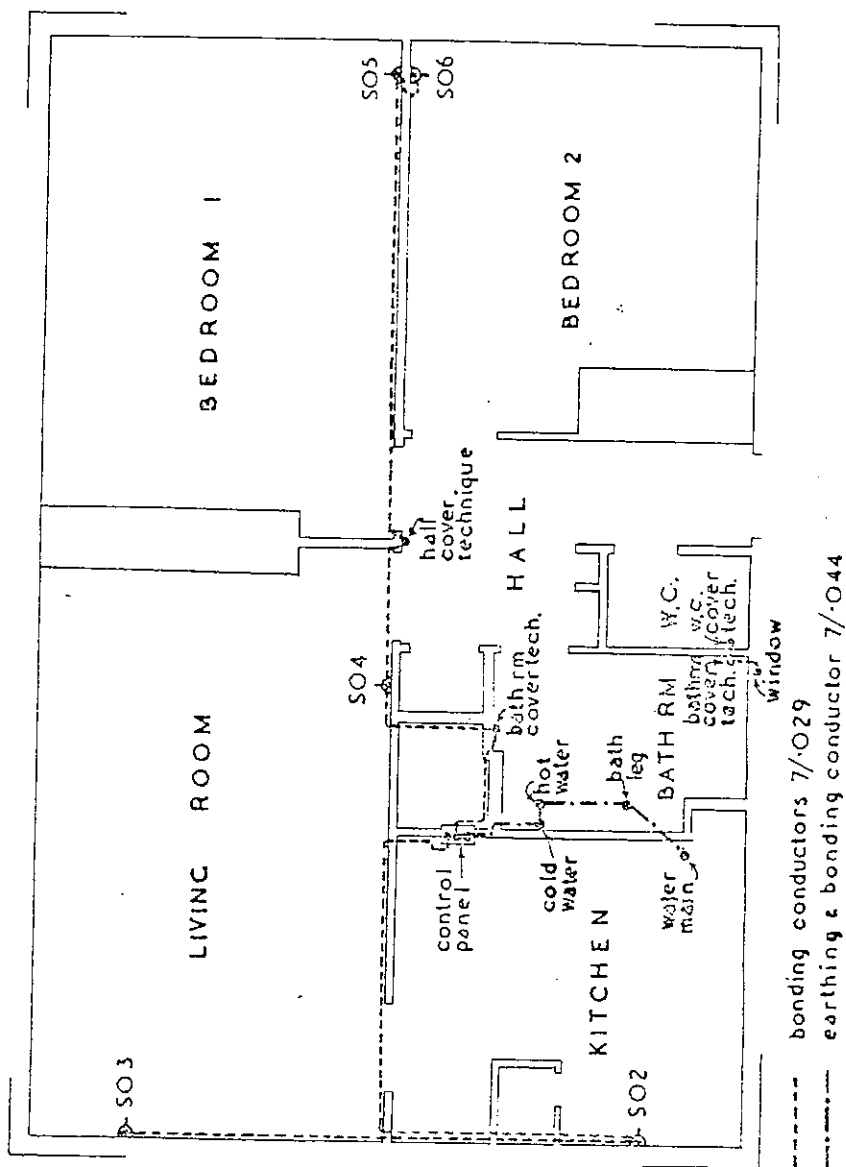 BEDROOM 1
SO5
SO6
BEDROOM 2
hall
cover
technique
HALL
LIVING ROOM
SO4
bathrm
cover tech.
W.C.
w.c.
cover
tech.
BATH RM
bathrm
cover
tech.
window
hot
water
bath
leg
control
panel
cold
water
water
main
KITCHEN
SO3
SO2
bonding conductors 7/·029
earthing & bonding conductor 7/·044